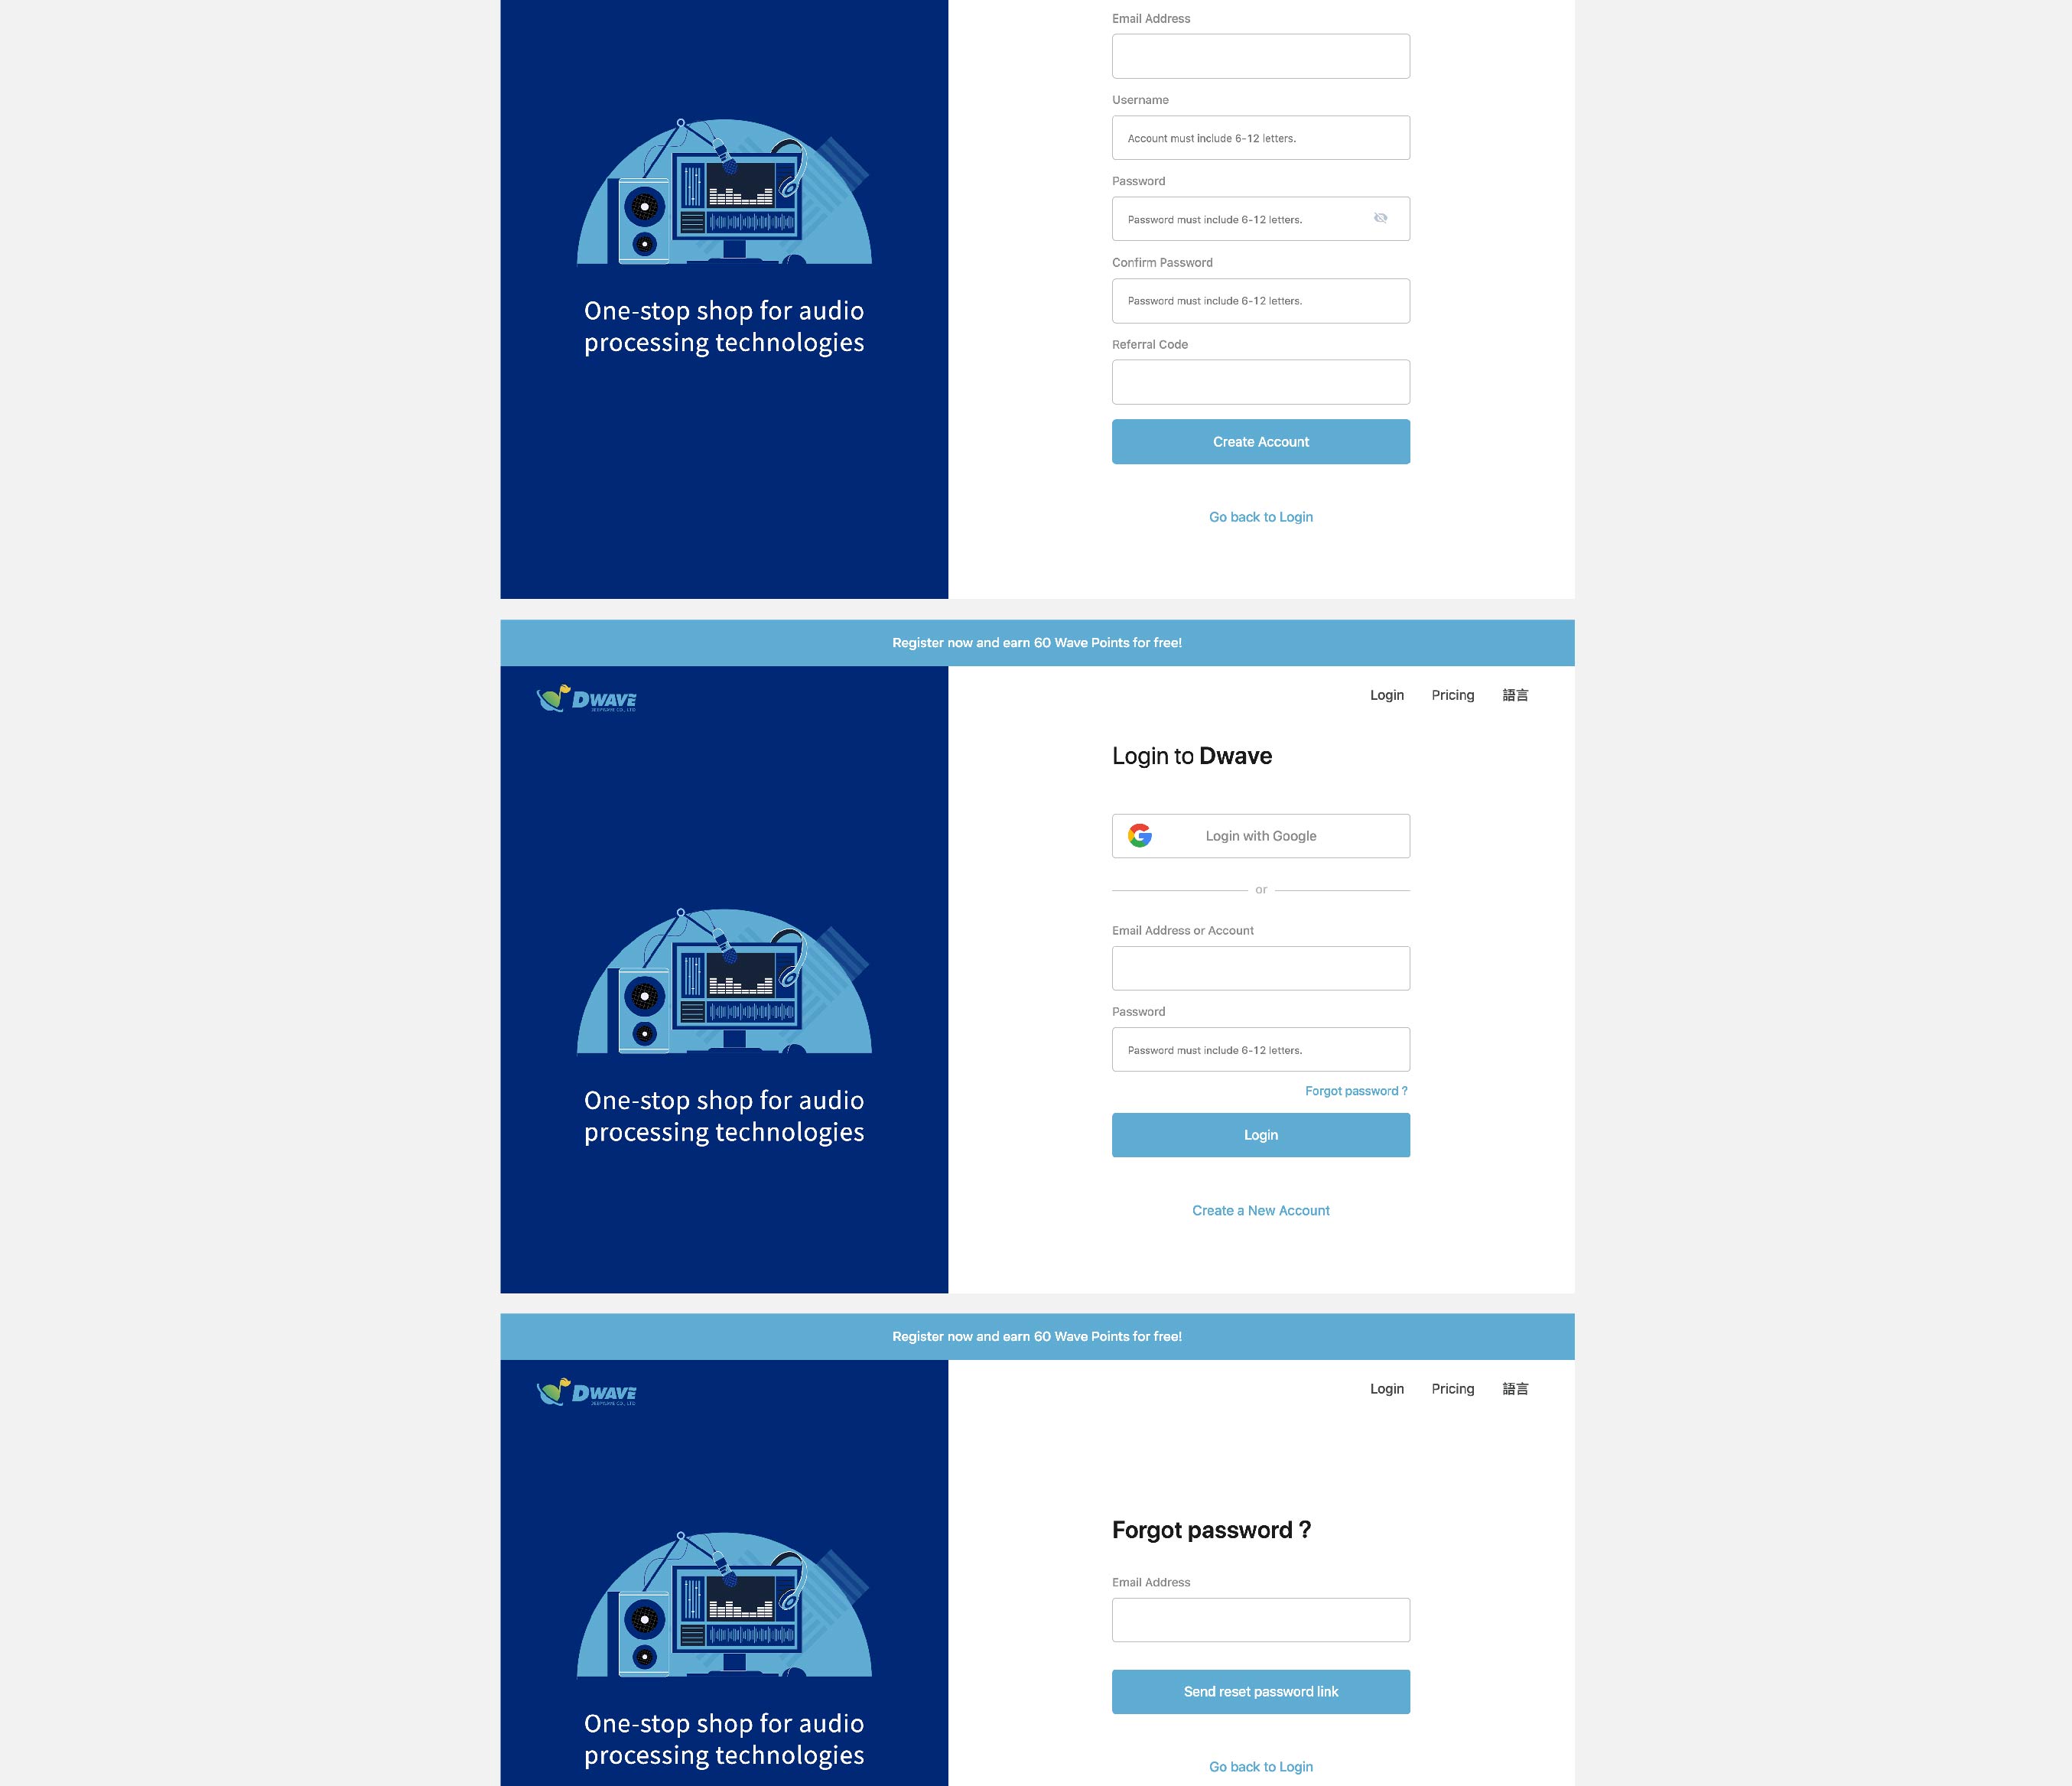 Email Address
Username
Account must include 6-12 letters.
Password
Password must include 6-12 letters.
Confirm Password
Password must include 6-12 letters.
Referral Code
Create Account
Go back to Login
One-stop shop for audio
processing technologies
Register now and earn 60 Wave Points for free!
DWAVE
Login Pricing 語言
Login to Dwave
Login with Google
or
Email Address or Account
Password
Password must include 6-12 letters.
Forgot password ?
Login
Create a New Account
One-stop shop for audio
processing technologies
Register now and earn 60 Wave Points for free!
DWAVE
Login Pricing 語言
Forgot password ?
Email Address
Send reset password link
Go back to Login
One-stop shop for audio
processing technologies